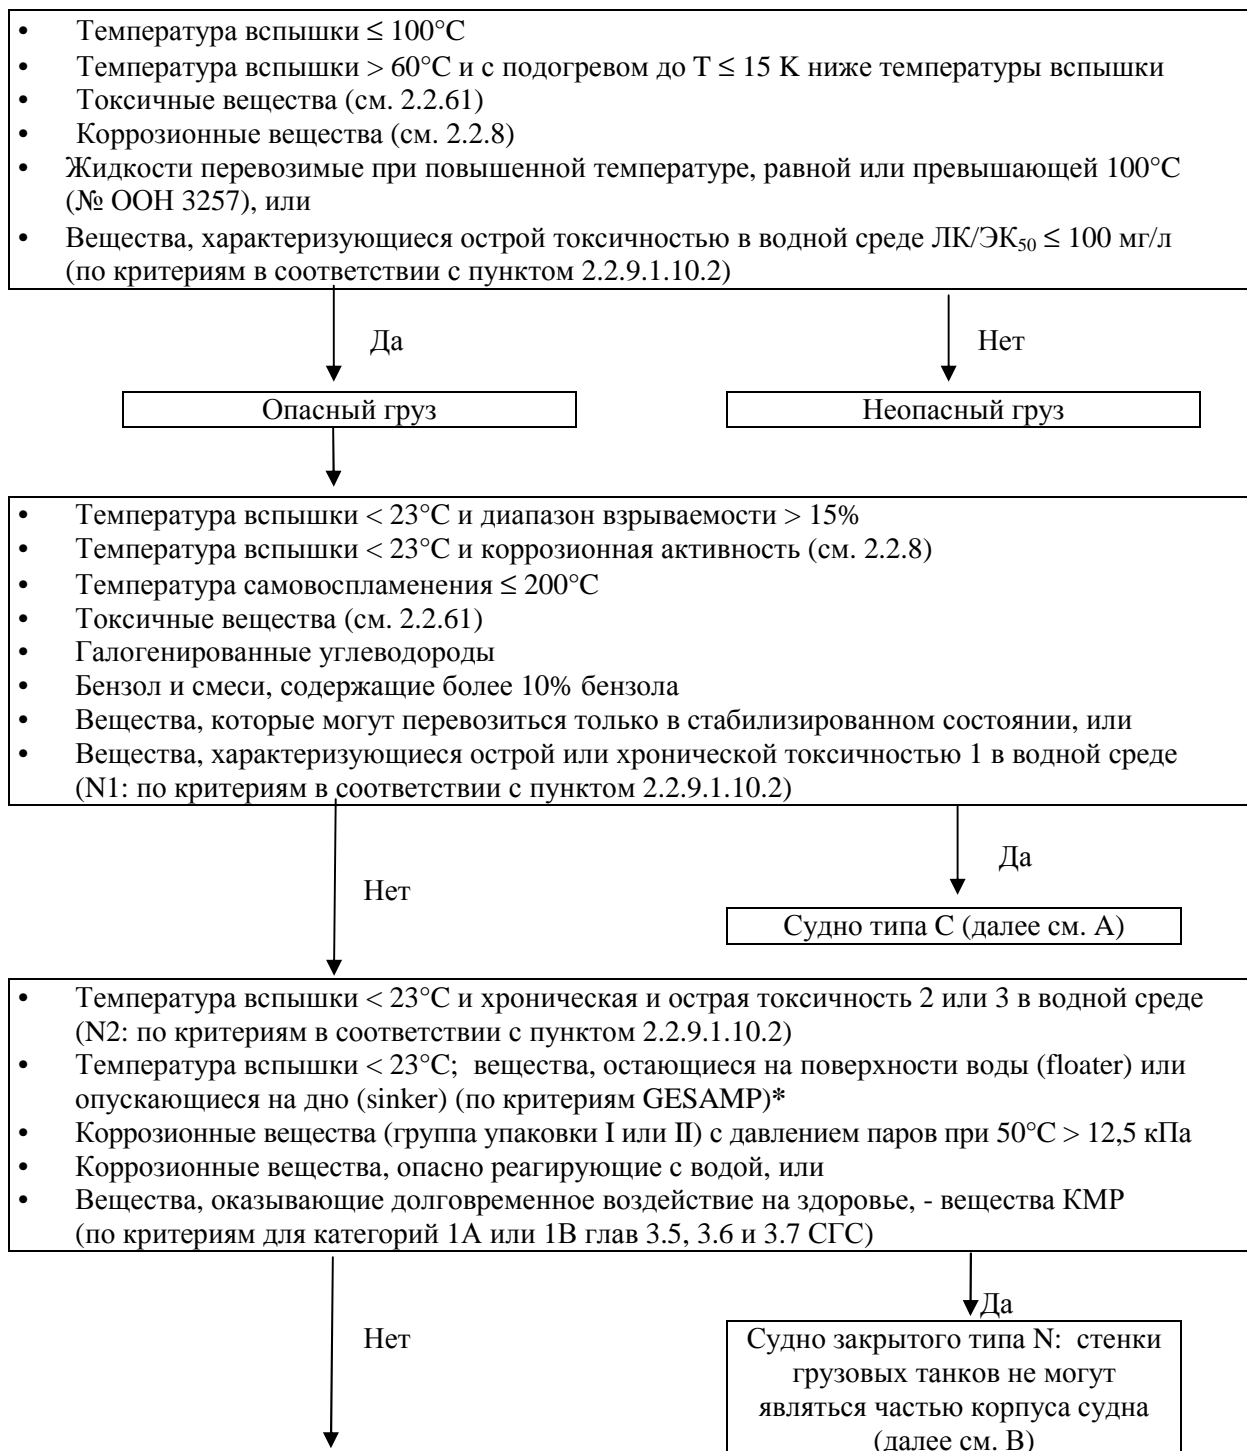 • Температура вспышки ≤ 100°C
• Температура вспышки > 60°C и с подогревом до T ≤ 15 K ниже температуры вспышки
• Токсичные вещества (см. 2.2.61)
• Коррозионные вещества (см. 2.2.8)
• Жидкости перевозимые при повышенной температуре, равной или превышающей 100°C
(№ ООН 3257), или
• Вещества, характеризующиеся острой токсичностью в водной среде ЛК/ЭК50 ≤ 100 мг/л
(по критериям в соответствии с пунктом 2.2.9.1.10.2)
Да
Нет
Опасный груз
Неопасный груз
• Температура вспышки < 23°C и диапазон взрываемости > 15%
• Температура вспышки < 23°C и коррозионная активность (см. 2.2.8)
• Температура самовоспламенения ≤ 200°C
• Токсичные вещества (см. 2.2.61)
• Галогенированные углеводороды
• Бензол и смеси, содержащие более 10% бензола
• Вещества, которые могут перевозиться только в стабилизированном состоянии, или
• Вещества, характеризующиеся острой или хронической токсичностью 1 в водной среде
(N1: по критериям в соответствии с пунктом 2.2.9.1.10.2)
Да
Нет
Судно типа C (далее см. A)
• Температура вспышки < 23°C и хроническая и острая токсичность 2 или 3 в водной среде
(N2: по критериям в соответствии с пунктом 2.2.9.1.10.2)
• Температура вспышки < 23°C; вещества, остающиеся на поверхности воды (floater) или
опускающиеся на дно (sinker) (по критериям GESAMP)*
• Коррозионные вещества (группа упаковки I или II) с давлением паров при 50°C > 12,5 кПа
• Коррозионные вещества, опасно реагирующие с водой, или
• Вещества, оказывающие долговременное воздействие на здоровье, - вещества КМР
(по критериям для категорий 1A или 1B глав 3.5, 3.6 и 3.7 СГС)
Да
Нет
Судно закрытого типа N: стенки
грузовых танков не могут
являться частью корпуса судна
(далее см. B)